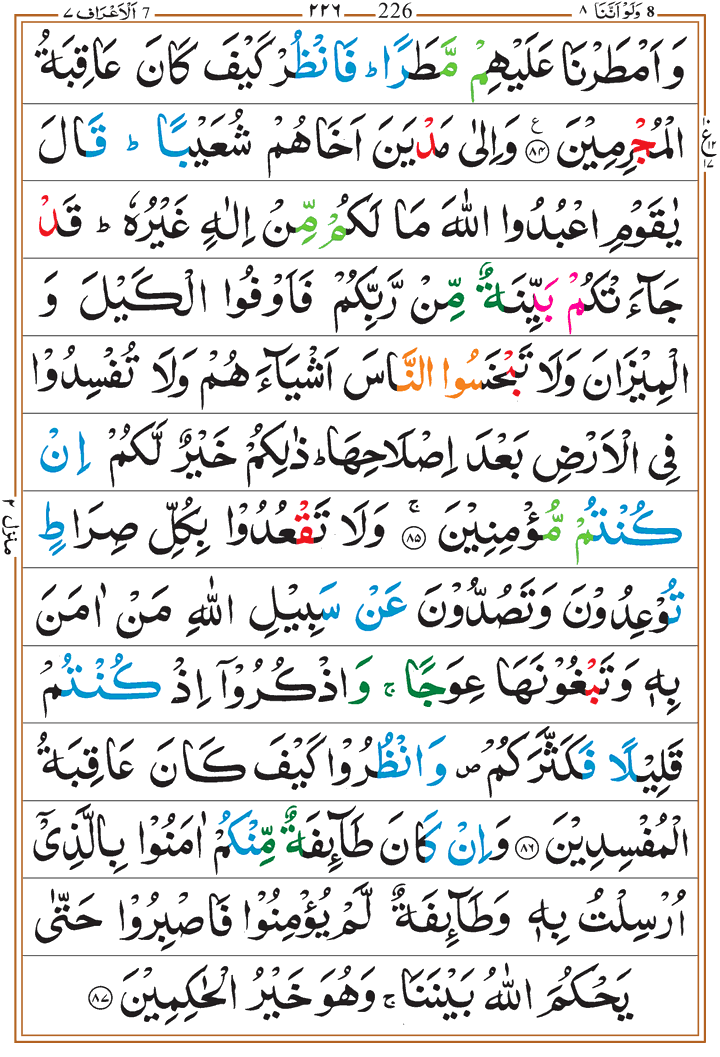 7 اَلْاَعْرَاف ٧ ٢٢٦ 226 8 وَلَوْ اَنَّنَا ٨
وَ اَمْطَرْنَا عَلَيْهِمْ مَّطَرًا ؕ فَانْظُرْ كَيْفَ كَانَ عَاقِبَةُ
الْمُجْرِمِيْنَ ۝٨٤ ع وَاِلٰى مَدْيَنَ اَخَاهُمْ شُعَيْبًا ؕ قَالَ
يٰقَوْمِ اعْبُدُوا اللّٰهَ مَا لَكُمْ مِّنْ اِلٰهٍ غَيْرُهٗ ؕ قَدْ
جَآءَتْكُمْ بَيِّنَةٌ مِّنْ رَّبِّكُمْ فَاَوْفُوا الْكَيْلَ وَ
الْمِيْزَانَ وَلَا تَبْخَسُوا النَّاسَ اَشْيَآءَهُمْ وَلَا تُفْسِدُوْا
فِى الْاَرْضِ بَعْدَ اِصْلَاحِهَا ؕ ذٰلِكُمْ خَيْرٌ لَّكُمْ اِنْ
كُنْتُمْ مُّؤْمِنِيْنَ ۝٨٥ ۚ وَلَا تَقْعُدُوْا بِكُلِّ صِرَاطٍ
تُوْعِدُوْنَ وَتَصُدُّوْنَ عَنْ سَبِيْلِ اللّٰهِ مَنْ اٰمَنَ
بِهٖ وَتَبْغُوْنَهَا عِوَجًا ۚ وَاذْكُرُوْۤا اِذْ كُنْتُمْ
قَلِيْلًا فَكَثَّرَكُمْ ۪ وَانْظُرُوْا كَيْفَ كَانَ عَاقِبَةُ
الْمُفْسِدِيْنَ ۝٨٦ وَاِنْ كَانَ طَآئِفَةٌ مِّنْكُمْ اٰمَنُوْا بِالَّذِىْۤ
اُرْسِلْتُ بِهٖ وَطَآئِفَةٌ لَّمْ يُؤْمِنُوْا فَاصْبِرُوْا حَتّٰى
يَحْكُمَ اللّٰهُ بَيْنَنَا ۚ وَهُوَ خَيْرُ الْحٰكِمِيْنَ ۝٨٧
ع ١٢ ١٧
منزل ٢